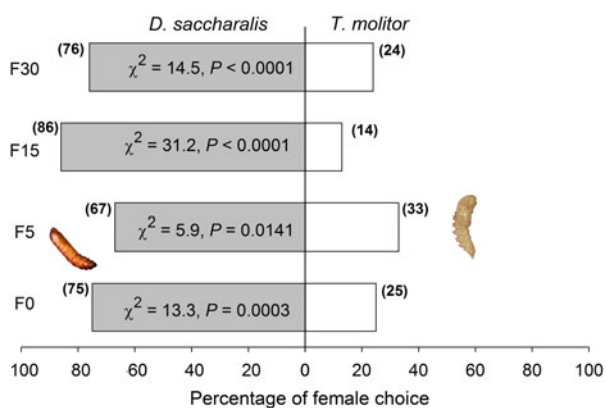 D. saccharalis T. molitor
F30 (76) χ² = 14.5, P < 0.0001 (24)
F15 (86) χ² = 31.2, P < 0.0001 (14)
F5 (67) χ² = 5.9, P = 0.0141 (33)
F0 (75) χ² = 13.3, P = 0.0003 (25)
100 80 60 40 20 0 20 40 60 80 100
Percentage of female choice